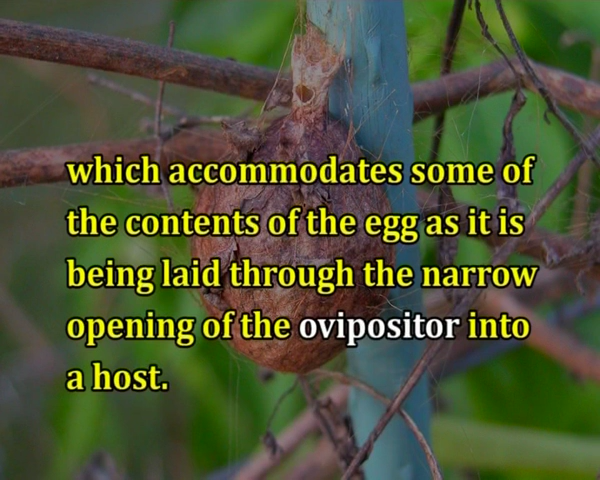 which accommodates some of
the contents of the egg as it is
being laid through the narrow
opening of the ovipositor into
a host.